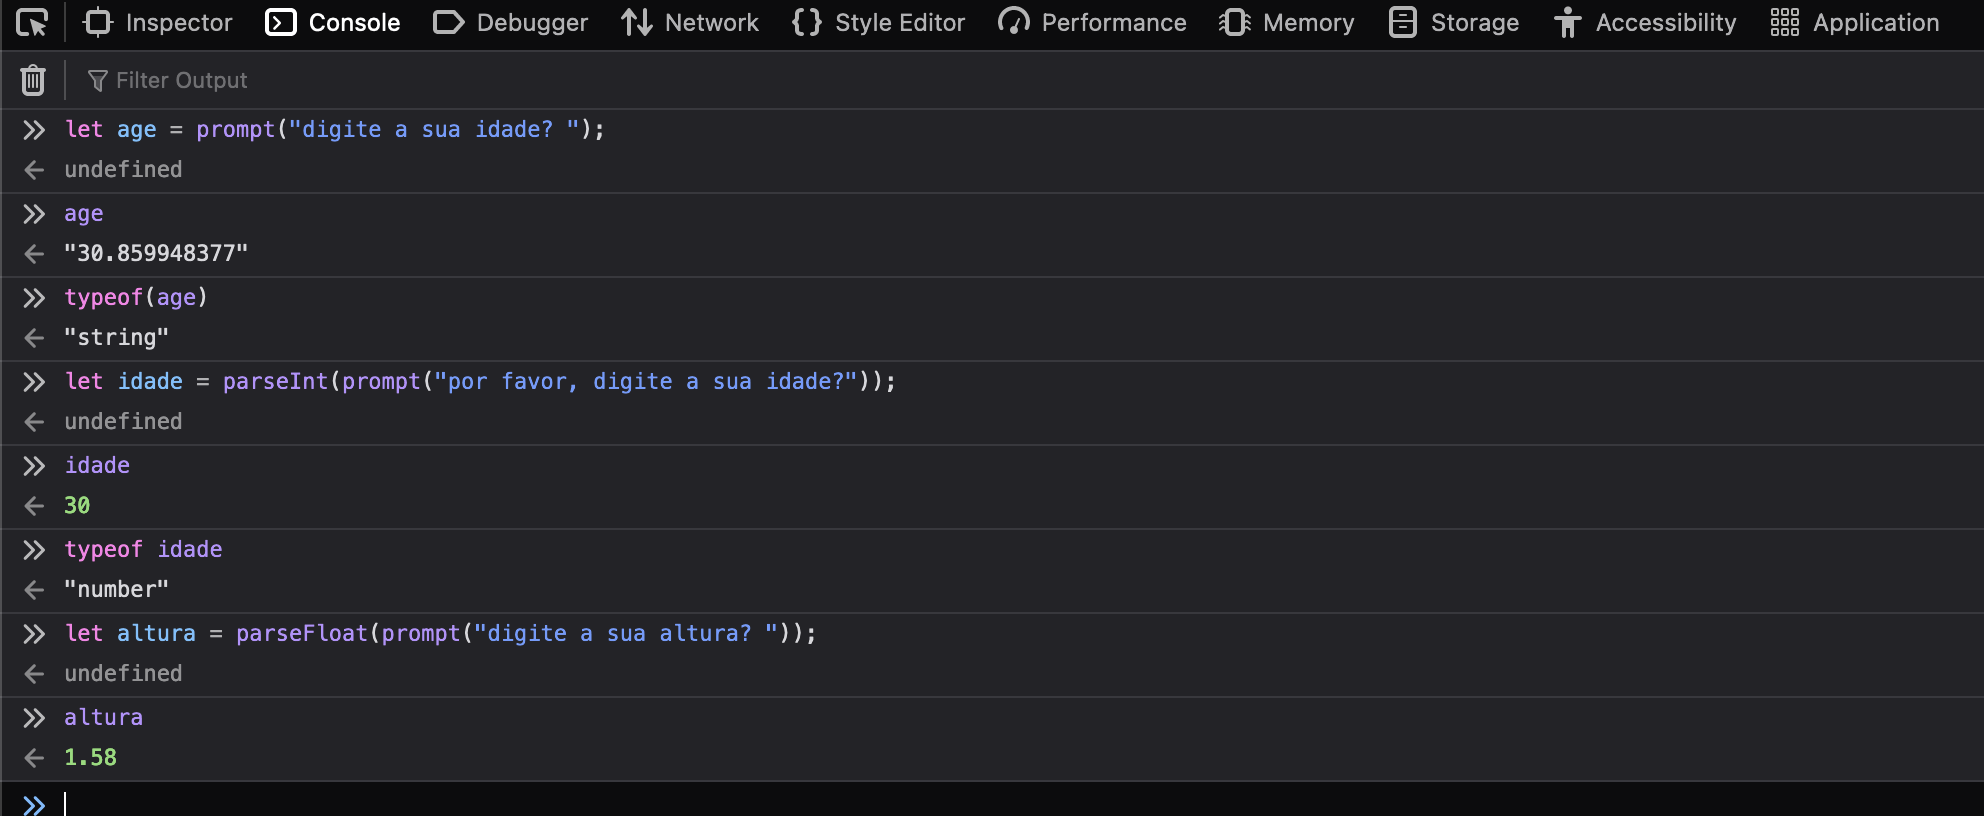 Inspector Console Debugger Network Style Editor Performance Memory Storage Accessibility Application
Filter Output
let age = prompt("digite a sua idade? ");
undefined
age
"30.859948377"
typeof(age)
"string"
let idade = parseInt(prompt("por favor, digite a sua idade?"));
undefined
idade
30
typeof idade
"number"
let altura = parseFloat(prompt("digite a sua altura? "));
undefined
altura
1.58